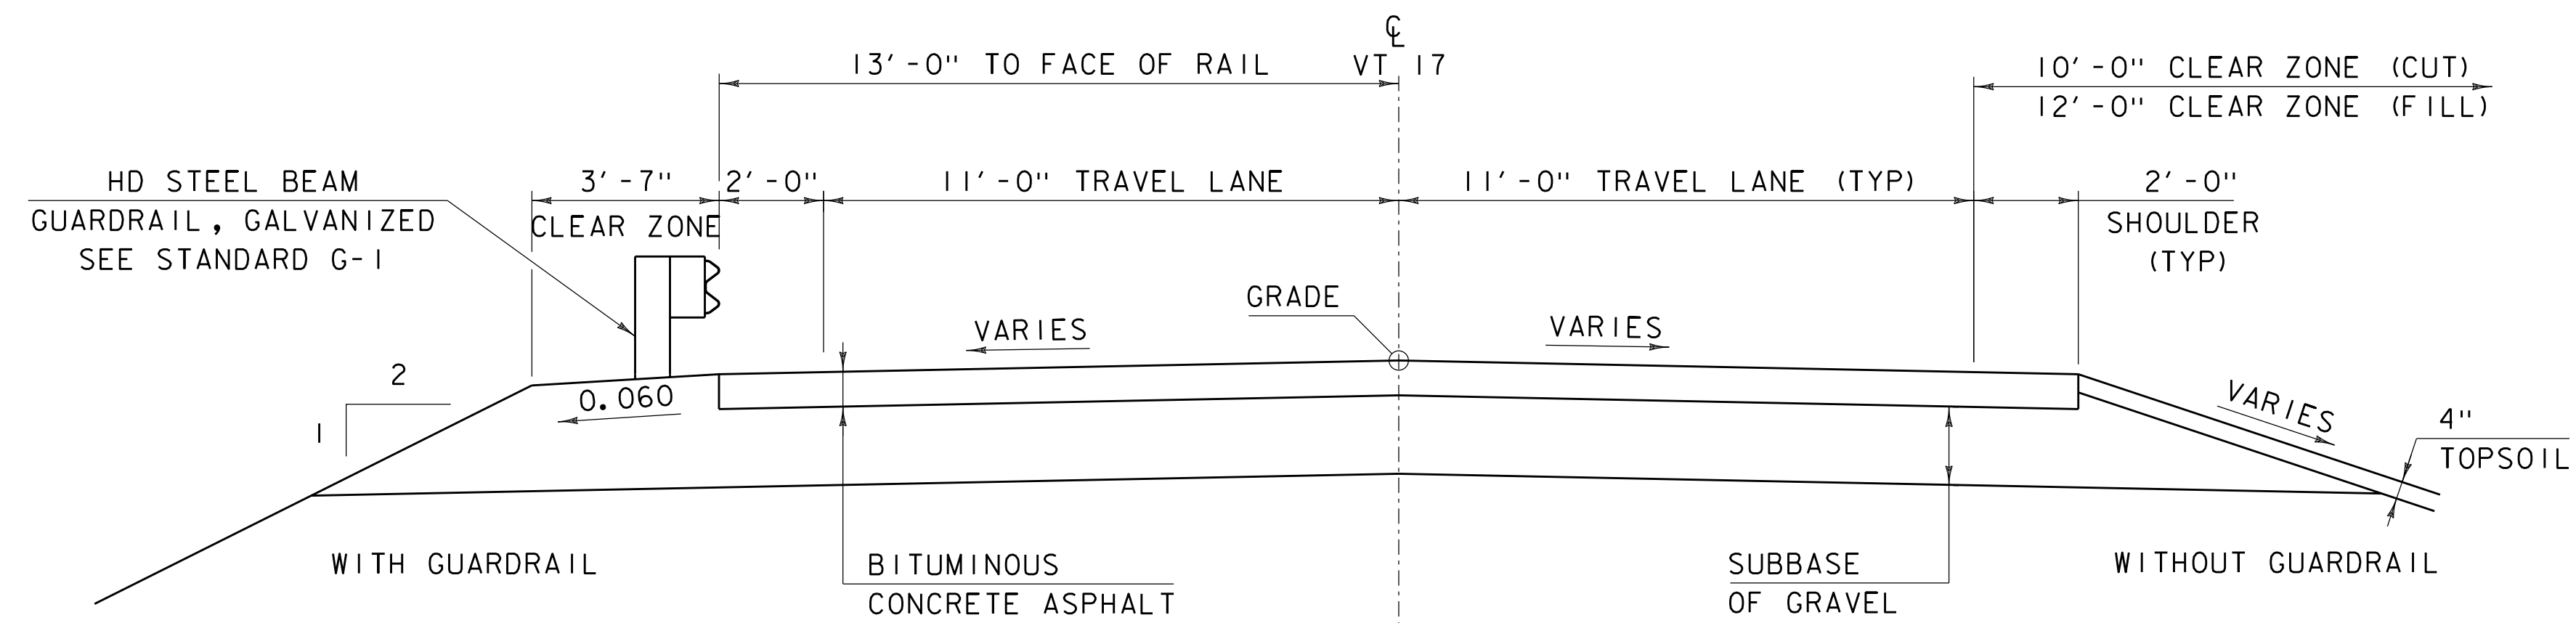 ℄
VT 17
13'-0" TO FACE OF RAIL
10'-0" CLEAR ZONE (CUT)
12'-0" CLEAR ZONE (FILL)
HD STEEL BEAM
GUARDRAIL, GALVANIZED
SEE STANDARD G-1
3'-7"
CLEAR ZONE
2'-0"
11'-0" TRAVEL LANE
11'-0" TRAVEL LANE (TYP)
2'-0"
SHOULDER
(TYP)
GRADE
VARIES
VARIES
2
1
0.060
VARIES
4"
TOPSOIL
WITH GUARDRAIL
BITUMINOUS
CONCRETE ASPHALT
SUBBASE
OF GRAVEL
WITHOUT GUARDRAIL